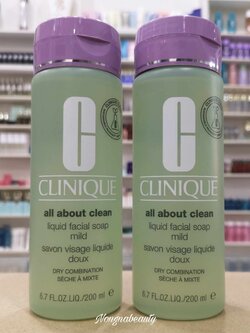 C
CLINIQUE
all about clean
liquid facial soap
mild
savon visage liquide
doux
DRY COMBINATION
SÈCHE À MIXTE
6.7 FL.OZ.LIQ./200 ml℮
C
CLINIQUE
all about clean
liquid facial soap
mild
savon visage liquide
doux
DRY COMBINATION
SÈCHE À MIXTE
6.7 FL.OZ.LIQ./200 ml℮
Nongnabeauty